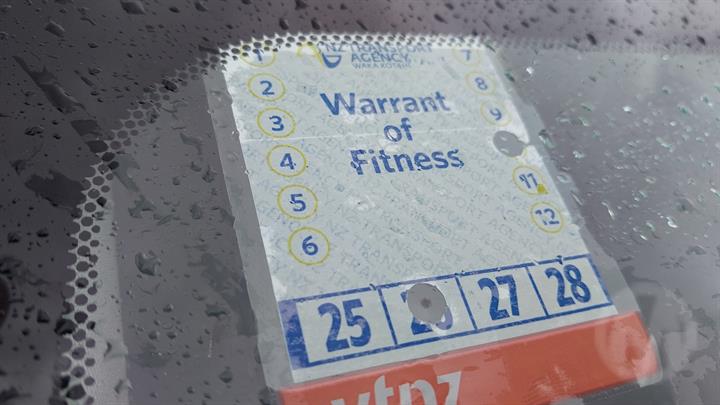 NZ TRANSPORT
AGENCY
WAKA KOTAHI
1 7
2 8
3 9
4
5 11
6 12
Warrant
of
Fitness
25 27 28
vtnz